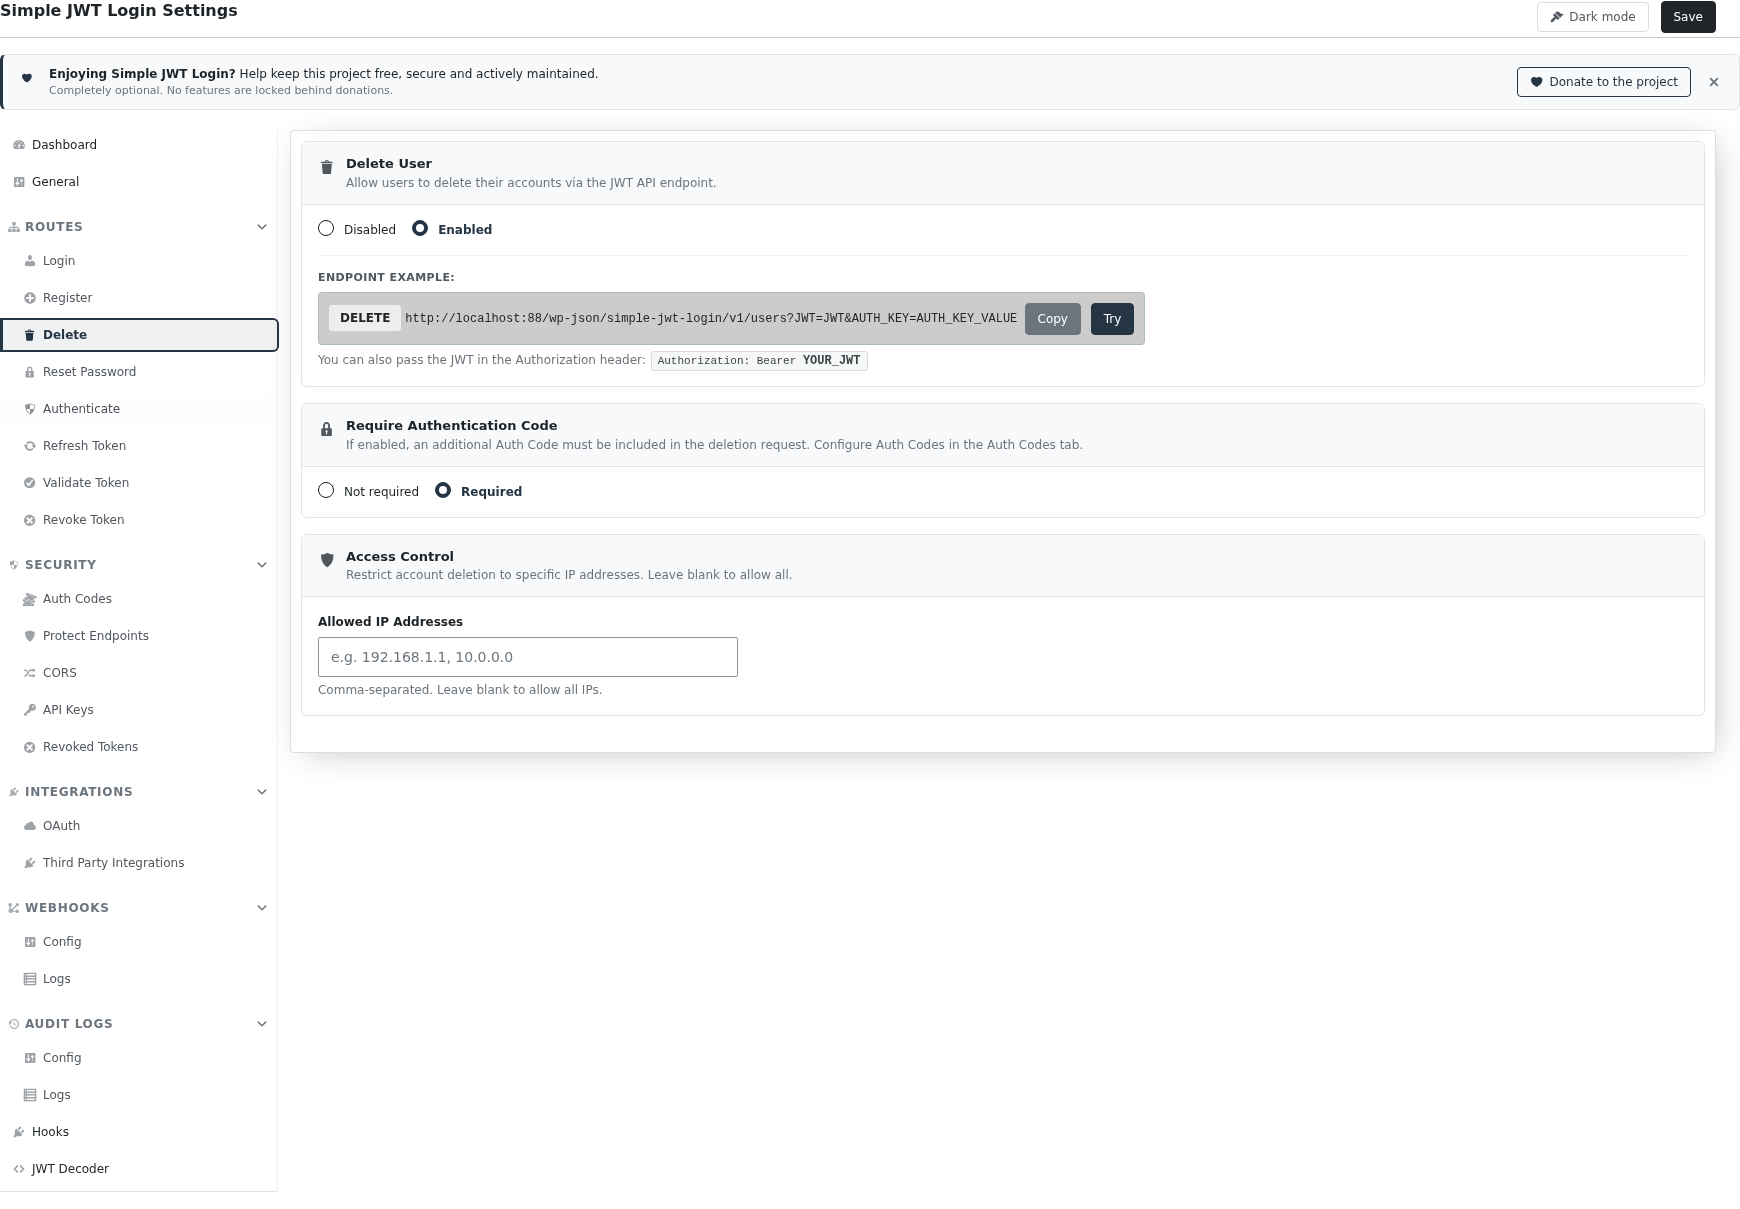 Simple JWT Login Settings
Dark mode
Save
Enjoying Simple JWT Login? Help keep this project free, secure and actively maintained.
Completely optional. No features are locked behind donations.
Donate to the project
Dashboard
General
ROUTES
Login
Register
Delete
Reset Password
Authenticate
Refresh Token
Validate Token
Revoke Token
SECURITY
Auth Codes
Protect Endpoints
CORS
API Keys
Revoked Tokens
INTEGRATIONS
OAuth
Third Party Integrations
WEBHOOKS
Config
Logs
AUDIT LOGS
Config
Logs
Hooks
JWT Decoder
Delete User
Allow users to delete their accounts via the JWT API endpoint.
Disabled Enabled
ENDPOINT EXAMPLE:
DELETE http://localhost:88/wp-json/simple-jwt-login/v1/users?JWT=JWT&AUTH_KEY=AUTH_KEY_VALUE Copy Try
You can also pass the JWT in the Authorization header: Authorization: Bearer YOUR_JWT
Require Authentication Code
If enabled, an additional Auth Code must be included in the deletion request. Configure Auth Codes in the Auth Codes tab.
Not required Required
Access Control
Restrict account deletion to specific IP addresses. Leave blank to allow all.
Allowed IP Addresses
e.g. 192.168.1.1, 10.0.0.0
Comma-separated. Leave blank to allow all IPs.